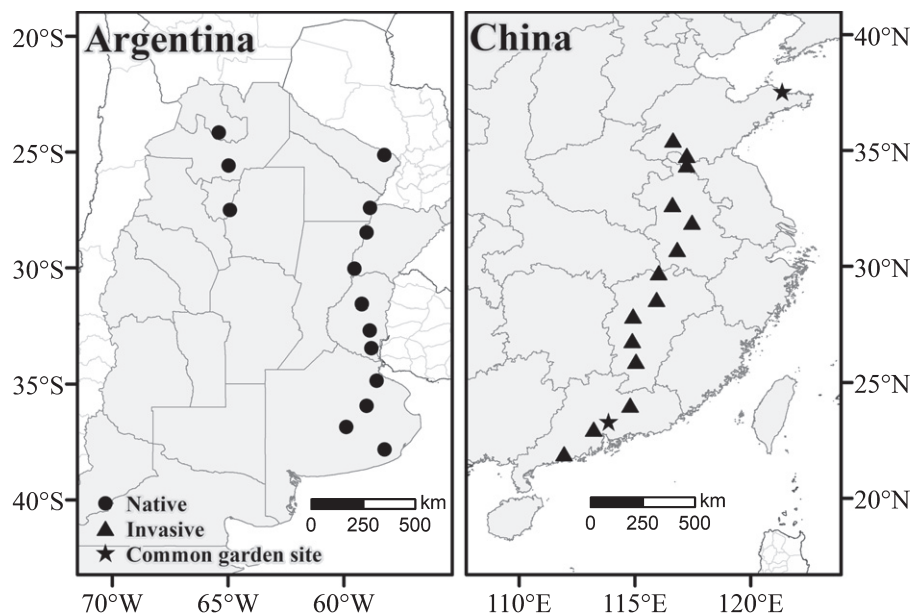 Argentina
China
20°S
25°S
30°S
35°S
40°S
40°N
35°N
30°N
25°N
20°N
Native
Invasive
Common garden site
km
0 250 500
km
0 250 500
70°W 65°W 60°W
110°E 115°E 120°E